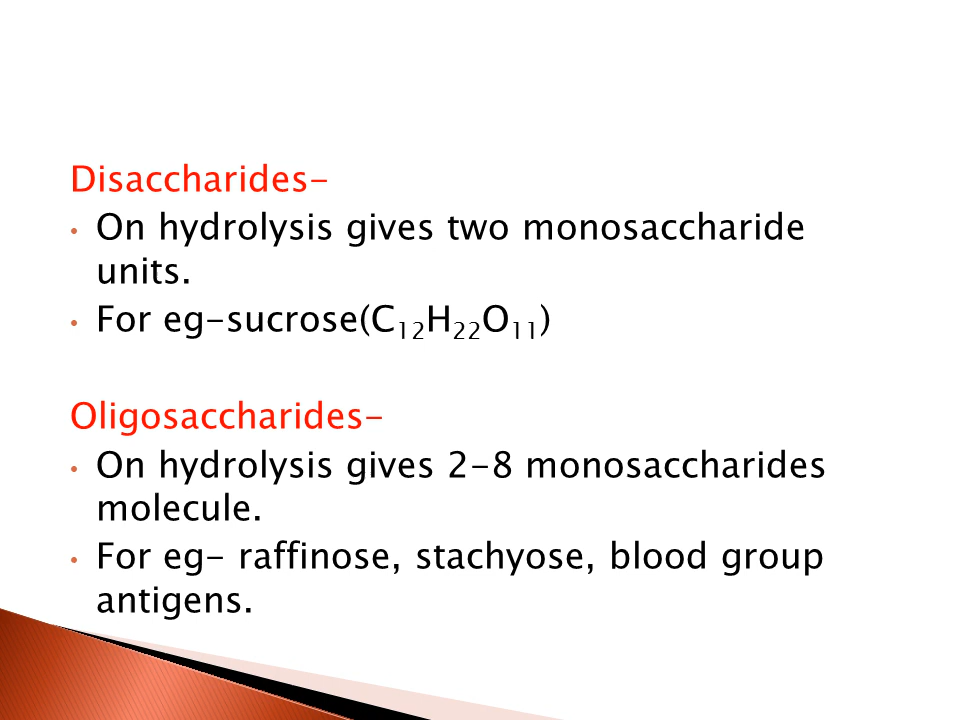 Disaccharides-
• On hydrolysis gives two monosaccharide
units.
• For eg-sucrose(C₁₂H₂₂O₁₁)
Oligosaccharides-
• On hydrolysis gives 2-8 monosaccharides
molecule.
• For eg- raffinose, stachyose, blood group
antigens.